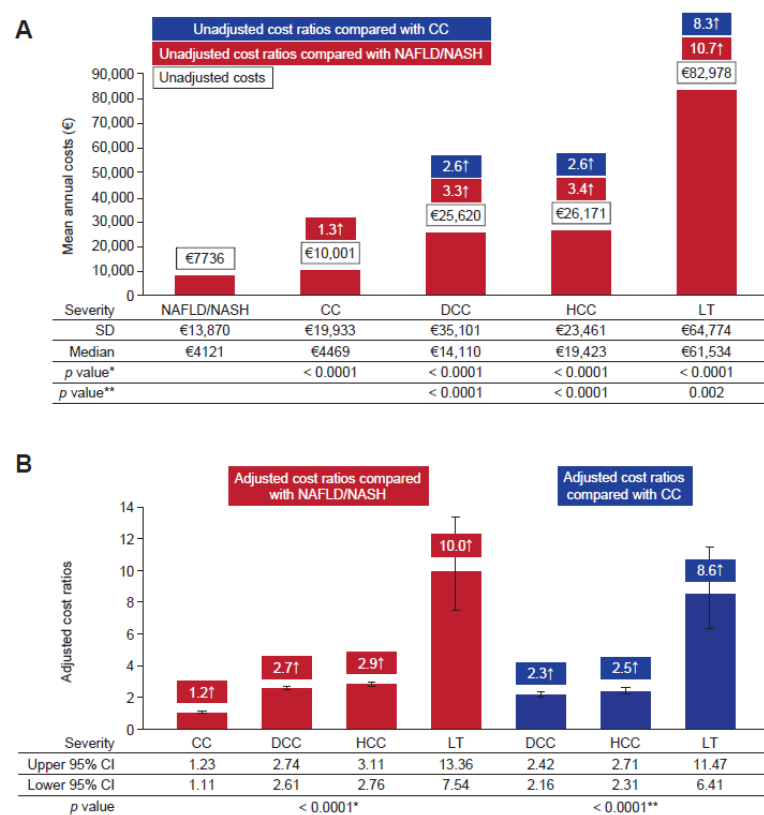 A
Unadjusted cost ratios compared with CC
Unadjusted cost ratios compared with NAFLD/NASH
Unadjusted costs
Mean annual costs (€)
90,000
80,000
70,000
60,000
50,000
40,000
30,000
20,000
10,000
0
€7736
1.3↑
€10,001
2.6↑
3.3↑
€25,620
2.6↑
3.4↑
€26,171
8.3↑
10.7↑
€82,978
Severity NAFLD/NASH CC DCC HCC LT
SD €13,870 €19,933 €35,101 €23,461 €64,774
Median €4121 €4469 €14,110 €19,423 €61,534
p value* < 0.0001 < 0.0001 < 0.0001 < 0.0001
p value** < 0.0001 < 0.0001 0.002
B
Adjusted cost ratios compared
with NAFLD/NASH
Adjusted cost ratios
compared with CC
Adjusted cost ratios
14
12
10
8
6
4
2
0
1.2↑
2.7↑
2.9↑
10.0↑
2.3↑
2.5↑
8.6↑
Severity CC DCC HCC LT DCC HCC LT
Upper 95% CI 1.23 2.74 3.11 13.36 2.42 2.71 11.47
Lower 95% CI 1.11 2.61 2.76 7.54 2.16 2.31 6.41
p value < 0.0001* < 0.0001**